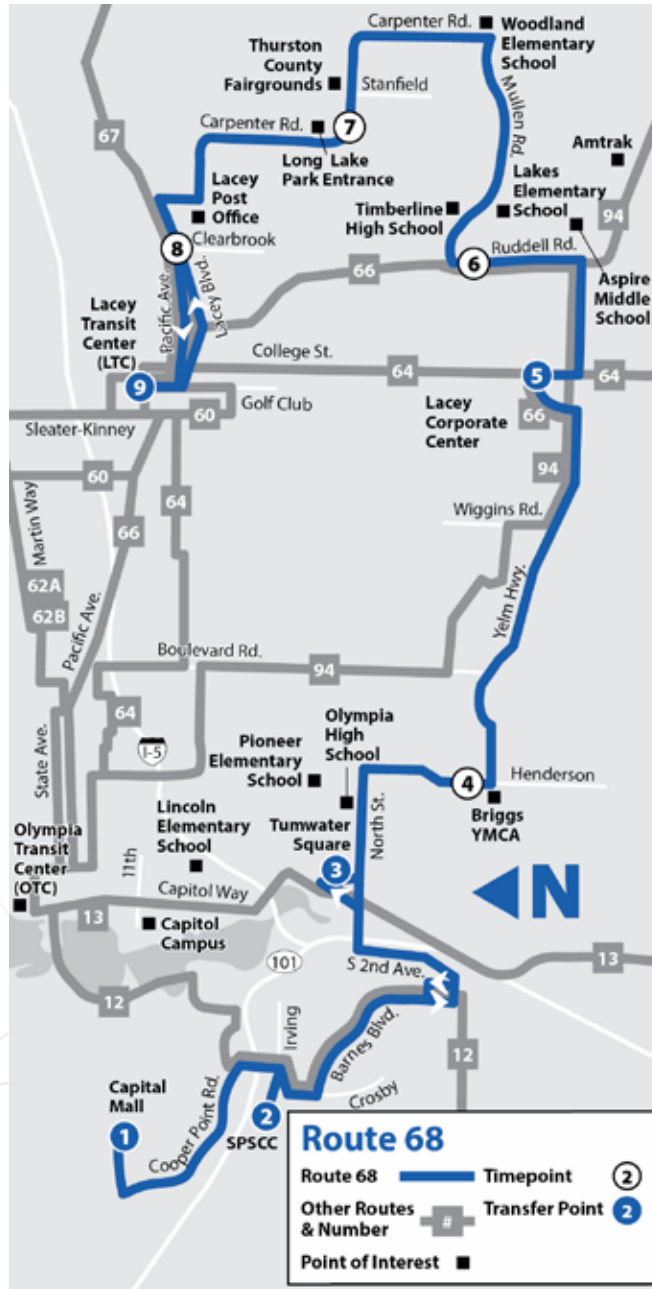 Carpenter Rd.
Woodland
Elementary
School
Thurston
County
Fairgrounds
Stanfield
67
Carpenter Rd.
7
Mullen Rd.
Amtrak
Long Lake
Park Entrance
Lacey
Post
Office
Lakes
Elementary
School
Timberline
High School
94
8
Clearbrook
Ruddell Rd.
6
66
Aspire
Middle
School
Pacific Ave.
Lacey Blvd.
Lacey
Transit
Center
(LTC)
College St.
64
5
64
9
Golf Club
Lacey
Corporate
Center
66
60
Sleater-Kinney
94
60
64
Martin Way
66
Wiggins Rd.
62A
62B
Pacific Ave.
Yelm Hwy.
Boulevard Rd.
94
64
State Ave.
I-5
Olympia
High
School
Pioneer
Elementary
School
4
Henderson
Briggs
YMCA
Lincoln
Elementary
School
Tumwater
Square
North St.
3
Olympia
Transit
Center
(OTC)
11th
Capitol Way
N
13
Capitol
Campus
13
101
S 2nd Ave.
12
Irving
Barnes Blvd.
12
Capital
Mall
1
Cooper Point Rd.
2
SPSCC
Crosby
Route 68
Route 68
Timepoint
2
Other Routes
& Number
#
Transfer Point
2
Point of Interest